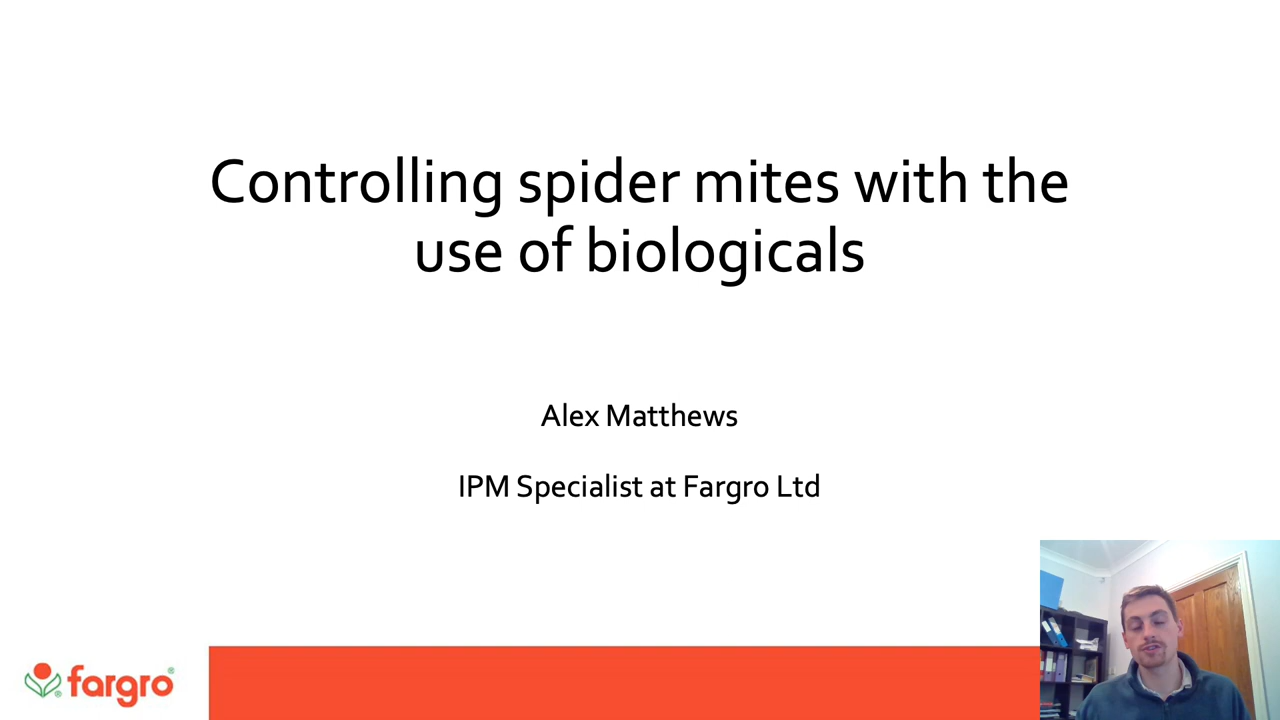 Controlling spider mites with the
use of biologicals
Alex Matthews
IPM Specialist at Fargro Ltd
fargro